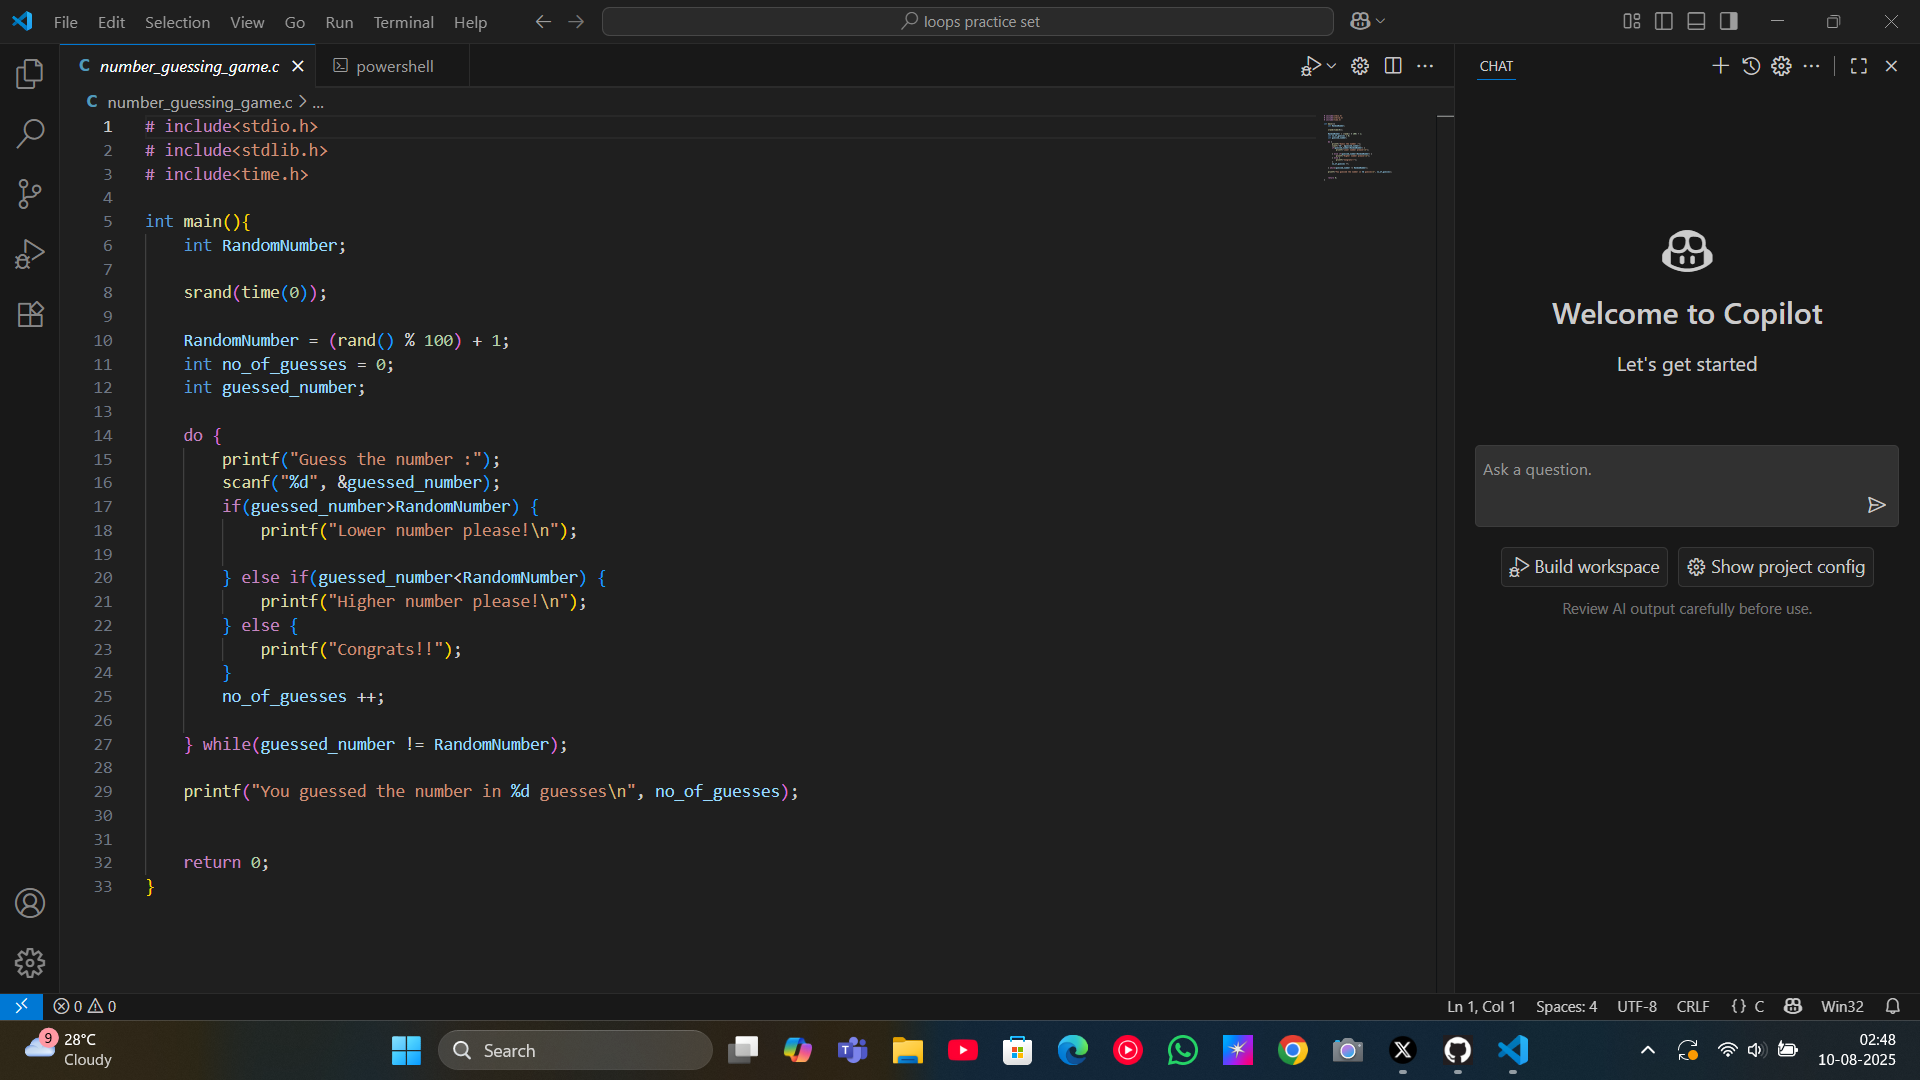 File Edit Selection View Go Run Terminal Help
loops practice set
number_guessing_game.c
powershell
C number_guessing_game.c > ...
1 # include<stdio.h>
2 # include<stdlib.h>
3 # include<time.h>
4
5 int main(){
6 int RandomNumber;
7
8 srand(time(0));
9
10 RandomNumber = (rand() % 100) + 1;
11 int no_of_guesses = 0;
12 int guessed_number;
13
14 do {
15 printf("Guess the number :");
16 scanf("%d", &guessed_number);
17 if(guessed_number>RandomNumber) {
18 printf("Lower number please!\n");
19
20 } else if(guessed_number<RandomNumber) {
21 printf("Higher number please!\n");
22 } else {
23 printf("Congrats!!");
24 }
25 no_of_guesses ++;
26
27 } while(guessed_number != RandomNumber);
28
29 printf("You guessed the number in %d guesses\n", no_of_guesses);
30
31
32 return 0;
33 }
CHAT
Welcome to Copilot
Let's get started
Ask a question.
Build workspace
Show project config
Review AI output carefully before use.
0 0
Ln 1, Col 1 Spaces: 4 UTF-8 CRLF {} C Win32
9
28°C
Cloudy
Search
02:48
10-08-2025